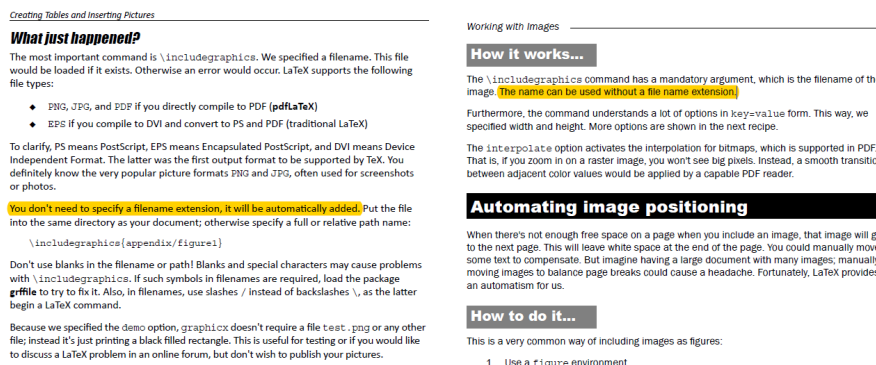 Creating Tables and Inserting Pictures
What just happened?
The most important command is \includegraphics. We specified a filename. This file
would be loaded if it exists. Otherwise an error would occur. LaTeX supports the following
file types:
◆ PNG, JPG, and PDF if you directly compile to PDF (pdfLaTeX)
◆ EPS if you compile to DVI and convert to PS and PDF (traditional LaTeX)
To clarify, PS means PostScript, EPS means Encapsulated PostScript, and DVI means Device
Independent Format. The latter was the first output format to be supported by TeX. You
definitely know the very popular picture formats PNG and JPG, often used for screenshots
or photos.
You don't need to specify a filename extension, it will be automatically added. Put the file
into the same directory as your document; otherwise specify a full or relative path name:
\includegraphics{appendix/figure1}
Don't use blanks in the filename or path! Blanks and special characters may cause problems
with \includegraphics. If such symbols in filenames are required, load the package
grffile to try to fix it. Also, in filenames, use slashes / instead of backslashes \, as the latter
begin a LaTeX command.
Because we specified the demo option, graphicx doesn't require a file test.png or any other
file; instead it's just printing a black filled rectangle. This is useful for testing or if you would like
to discuss a LaTeX problem in an online forum, but don't wish to publish your pictures.
Working with Images
How it works...
The \includegraphics command has a mandatory argument, which is the filename of th
image. The name can be used without a file name extension.
Furthermore, the command understands a lot of options in key=value form. This way, we
specified width and height. More options are shown in the next recipe.
The interpolate option activates the interpolation for bitmaps, which is supported in PDF.
That is, if you zoom in on a raster image, you won't see big pixels. Instead, a smooth transitio
between adjacent color values would be applied by a capable PDF reader.
Automating image positioning
When there's not enough free space on a page when you include an image, that image will g
to the next page. This will leave white space at the end of the page. You could manually move
some text to compensate. But imagine having a large document with many images; manually
moving images to balance page breaks could cause a headache. Fortunately, LaTeX provides
an automatism for us.
How to do it...
This is a very common way of including images as figures:
1. Use a figure environment